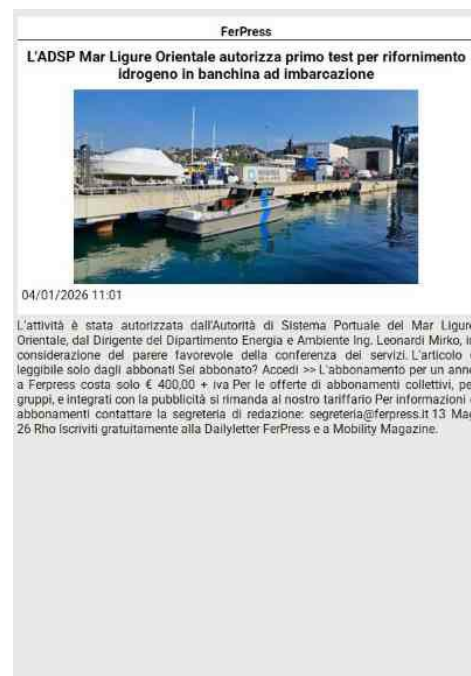 FerPress
L'ADSP Mar Ligure Orientale autorizza primo test per rifornimento
idrogeno in banchina ad imbarcazione
04/01/2026 11:01
L'attività è stata autorizzata dall'Autorità di Sistema Portuale del Mar Ligure
Orientale, dal Dirigente del Dipartimento Energia e Ambiente Ing. Leonardi Mirko, in
considerazione del parere favorevole della conferenza dei servizi. L'articolo
leggibile solo dagli abbonati Sei abbonato? Accedi >> L'abbonamento per un anno
a Ferpress costa solo € 400,00 + iva Per le offerte di abbonamenti collettivi, per
gruppi, e integrati con la pubblicità si rimanda al nostro tariffario Per informazioni
abbonamenti contattare la segreteria di redazione: segreteria@ferpress.it 13 Mag
26 Rho Iscriviti gratuitamente alla Dailyletter FerPress e a Mobility Magazine.